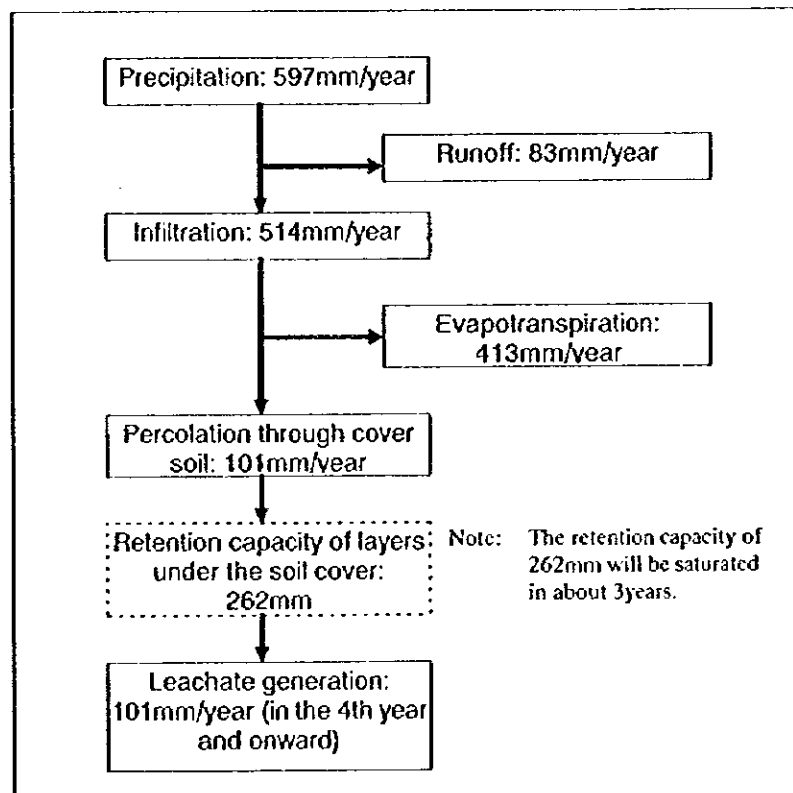 Precipitation: 597mm/year
Runoff: 83mm/year
Infiltration: 514mm/year
Evapotranspiration:
413mm/year
Percolation through cover
soil: 101mm/year
Retention capacity of layers
under the soil cover:
262mm
Note: The retention capacity of
262mm will be saturated
in about 3years.
Leachate generation:
101mm/year (in the 4th year
and onward)